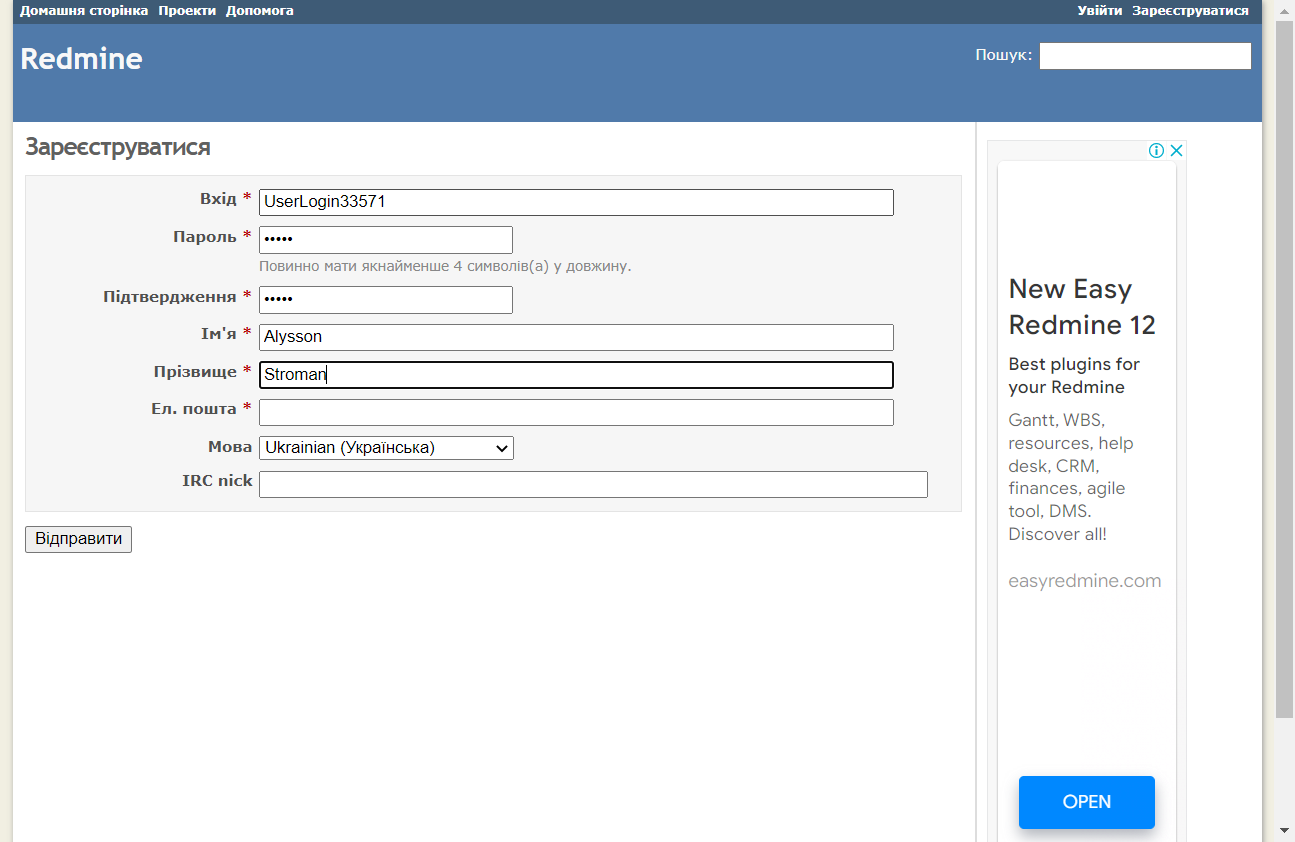 Домашня сторінка Проекти Допомога
Увійти Зареєструватися
Redmine
Пошук:
Зареєструватися
Вхід * UserLogin33571
Пароль * •••••
Повинно мати якнайменше 4 символів(а) у довжину.
Підтвердження * •••••
Ім'я * Alysson
Прізвище * Stroman
Ел. пошта *
Мова Ukrainian (Українська)
IRC nick
Відправити
New Easy
Redmine 12
Best plugins for
your Redmine
Gantt, WBS,
resources, help
desk, CRM,
finances, agile
tool, DMS.
Discover all!
easyredmine.com
OPEN